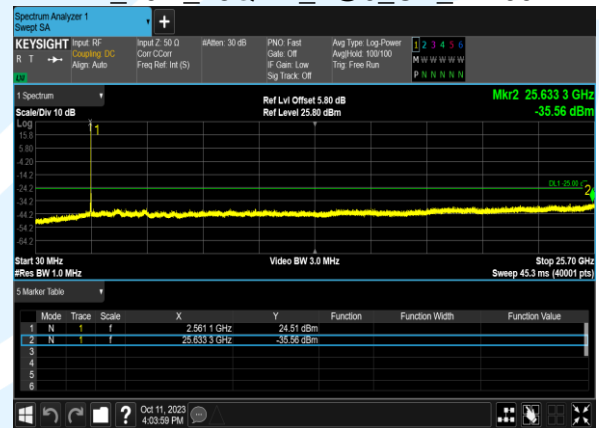 Spectrum Analyzer 1
Swept SA
KEYSIGHT
R T
LXI
Input: RF
Coupling: DC
Align: Auto
Input Z: 50 Ω
Corr CCorr
Freq Ref: Int (S)
#Atten: 30 dB
PNO: Fast
Gate: Off
IF Gain: Low
Sig Track: Off
Avg Type: Log-Power
Avg|Hold: 100/100
Trig: Free Run
1 2 3 4 5 6
M W W W W W
P N N N N N
1 Spectrum
Scale/Div 10 dB
Ref Lvl Offset 5.80 dB
Ref Level 25.80 dBm
Mkr2 25.633 3 GHz
-35.56 dBm
Log
15.8
5.80
-4.20
-14.2
-24.2
-34.2
-44.2
-54.2
-64.2
1
2
Start 30 MHz
#Res BW 1.0 MHz
Video BW 3.0 MHz
Stop 25.70 GHz
Sweep 45.3 ms (40001 pts)
5 Marker Table
Mode Trace Scale X Y Function Function Width Function Value
1 N 1 f 2.561 1 GHz 24.51 dBm
2 N 1 f 25.633 3 GHz -35.56 dBm
3
4
5
6
Oct 11, 2023
4:03:59 PM